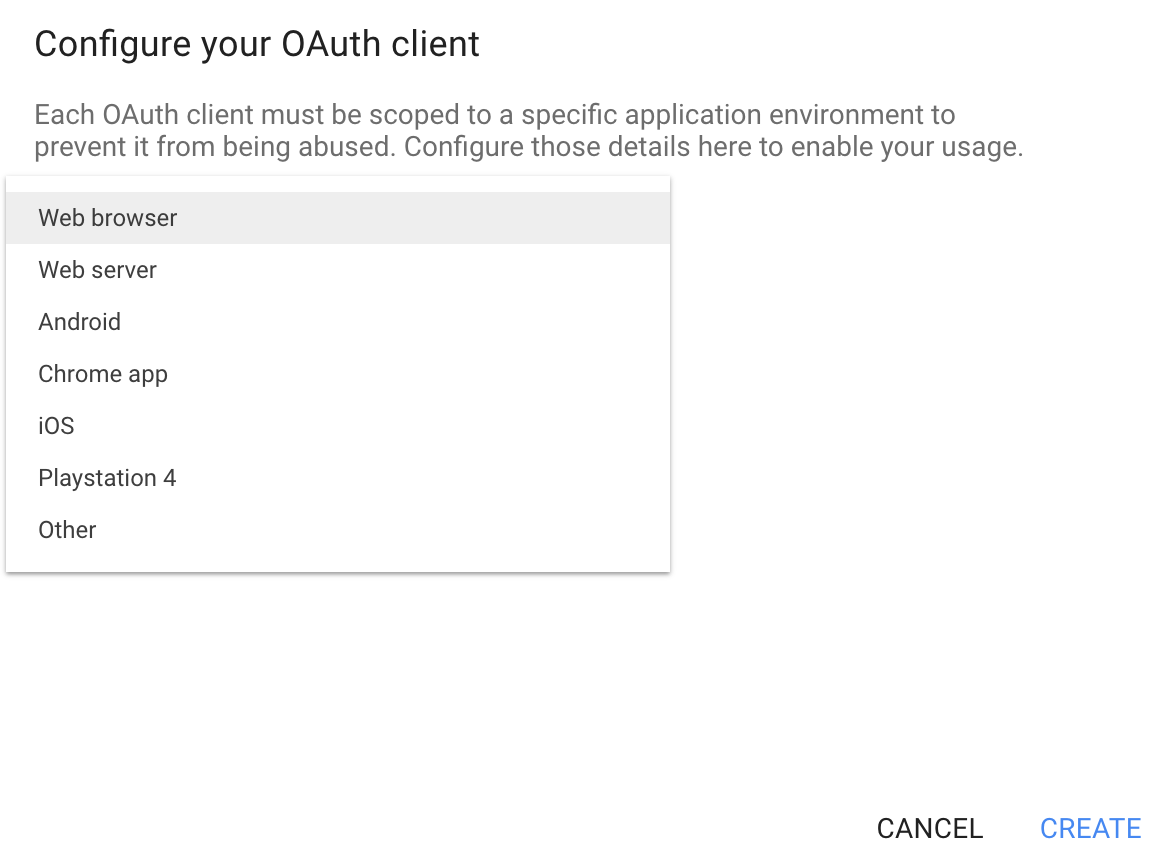 Configure your OAuth client
Each OAuth client must be scoped to a specific application environment to
prevent it from being abused. Configure those details here to enable your usage.
Web browser
Web server
Android
Chrome app
iOS
Playstation 4
Other
CANCEL CREATE